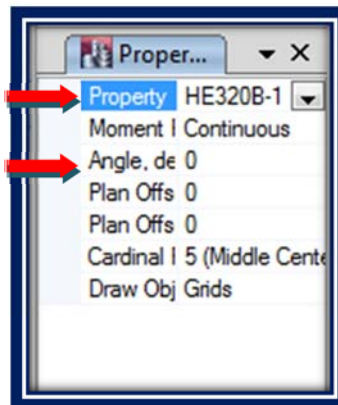 Proper...
Property HE320B-1
Moment Continuous
Angle, de 0
Plan Offs 0
Plan Offs 0
Cardinal 5 (Middle Cente
Draw Obj Grids